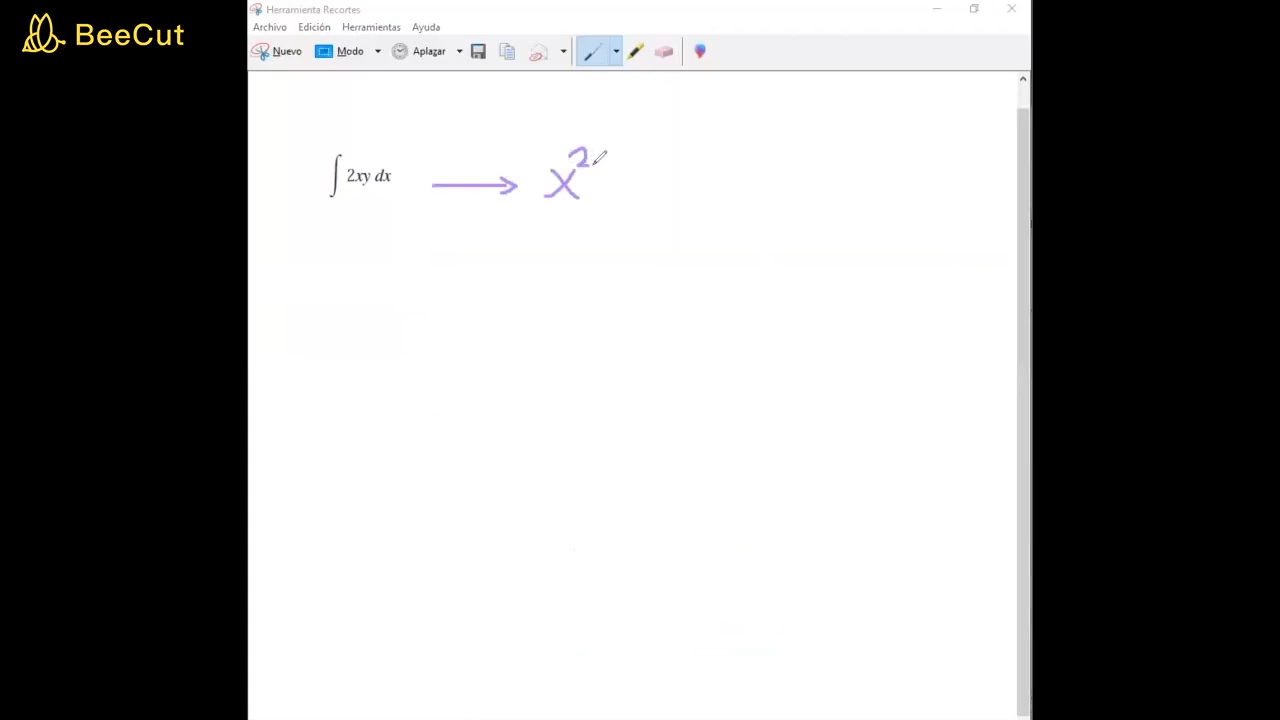 BeeCut
Herramienta Recortes
Archivo Edición Herramientas Ayuda
Nuevo Modo Aplazar
∫ 2xy dx → x²